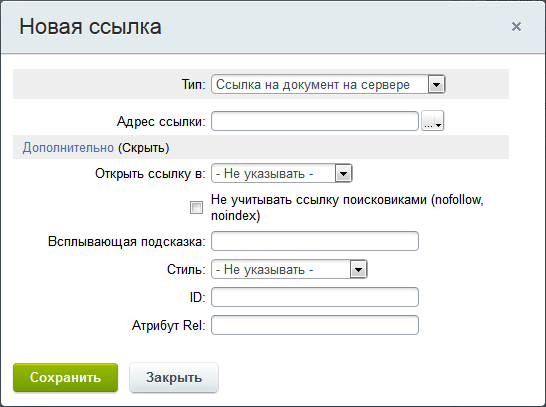 Новая ссылка ×
Тип: Ссылка на документ на сервере
Адрес ссылки: ...
Дополнительно (Скрыть)
Открыть ссылку в: - Не указывать -
Не учитывать ссылку поисковиками (nofollow,
noindex)
Всплывающая подсказка:
Стиль: - Не указывать -
ID:
Атрибут Rel:
Сохранить Закрыть